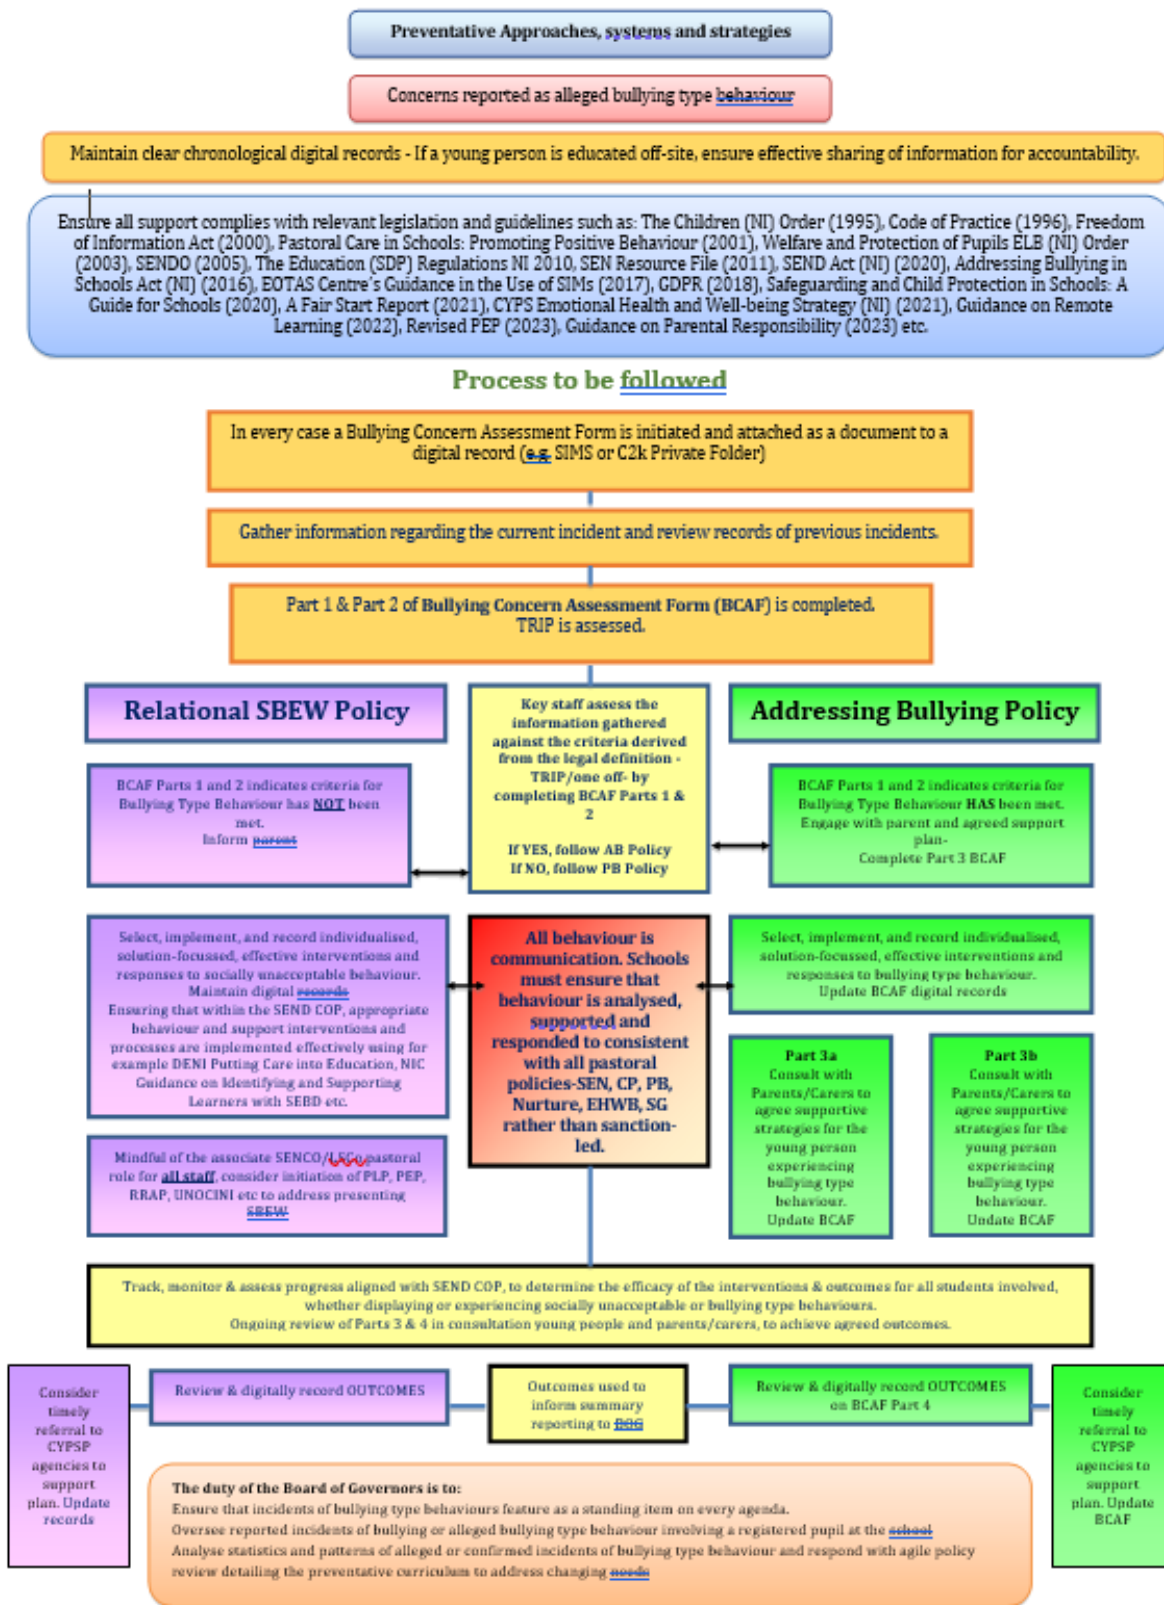 Preventative Approaches, systems and strategies
Concerns reported as alleged bullying type behaviour
Maintain clear chronological digital records - If a young person is educated off-site, ensure effective sharing of information for accountability.
Ensure all support complies with relevant legislation and guidelines such as: The Children (NI) Order (1995), Code of Practice (1996), Freedom
of Information Act (2000), Pastoral Care in Schools: Promoting Positive Behaviour (2001), Welfare and Protection of Pupils ELB (NI) Order
(2003), SENDO (2005), The Education (SDP) Regulations NI 2010, SEN Resource File (2011), SEND Act (NI) (2020), Addressing Bullying in
Schools Act (NI) (2016), EOTAS Centre's Guidance in the Use of SIMs (2017), GDPR (2018), Safeguarding and Child Protection in Schools: A
Guide for Schools (2020), A Fair Start Report (2021), CYPS Emotional Health and Well-being Strategy (NI) (2021), Guidance on Remote
Learning (2022), Revised PEP (2023), Guidance on Parental Responsibility (2023) etc.
Process to be followed
In every case a Bullying Concern Assessment Form is initiated and attached as a document to a
digital record (e.g. SIMS or C2k Private Folder)
Gather information regarding the current incident and review records of previous incidents.
Part 1 & Part 2 of Bullying Concern Assessment Form (BCAF) is completed.
TRIP is assessed.
Relational SBEW Policy
BCAF Parts 1 and 2 indicates criteria for
Bullying Type Behaviour has NOT been
met.
Inform parent
Key staff assess the
information gathered
against the criteria derived
from the legal definition -
TRIP/one off- by
completing BCAF Parts 1 &
2
If YES, follow AB Policy
If NO, follow PB Policy
Addressing Bullying Policy
BCAF Parts 1 and 2 indicates criteria for
Bullying Type Behaviour HAS been met.
Engage with parent and agreed support
plan-
Complete Part 3 BCAF
Select, implement, and record individualised,
solution-focussed, effective interventions and
responses to socially unacceptable behaviour.
Maintain digital records
Ensuring that within the SEND COP, appropriate
behaviour and support interventions and
processes are implemented effectively using for
example DENI Putting Care into Education, NIC
Guidance on Identifying and Supporting
Learners with SEBD etc.
Mindful of the associate SENCO/LSCo pastoral
role for all staff, consider initiation of PLP, PEP,
RRAP, UNOCINI etc to address presenting
SBEW
All behaviour is
communication. Schools
must ensure that
behaviour is analysed,
supported and
responded to consistent
with all pastoral
policies-SEN, CP, PB,
Nurture, EHWB, SG
rather than sanction-
led.
Select, implement, and record individualised,
solution-focussed, effective interventions and
responses to bullying type behaviour.
Update BCAF digital records
Part 3a
Consult with
Parents/Carers to
agree supportive
strategies for the
young person
experiencing
bullying type
behaviour.
Update BCAF
Part 3b
Consult with
Parents/Carers to
agree supportive
strategies for the
young person
experiencing
bullying type
behaviour.
Update BCAF
Track, monitor & assess progress aligned with SEND COP, to determine the efficacy of the interventions & outcomes for all students involved,
whether displaying or experiencing socially unacceptable or bullying type behaviours.
Ongoing review of Parts 3 & 4 in consultation young people and parents/carers, to achieve agreed outcomes.
Consider
timely
referral to
CYPSP
agencies to
support
plan. Update
records
Review & digitally record OUTCOMES
Outcomes used to
inform summary
reporting to BOG
Review & digitally record OUTCOMES
on BCAF Part 4
Consider
timely
referral to
CYPSP
agencies to
support
plan. Update
BCAF
The duty of the Board of Governors is to:
Ensure that incidents of bullying type behaviours feature as a standing item on every agenda.
Oversee reported incidents of bullying or alleged bullying type behaviour involving a registered pupil at the school
Analyse statistics and patterns of alleged or confirmed incidents of bullying type behaviour and respond with agile policy
review detailing the preventative curriculum to address changing needs